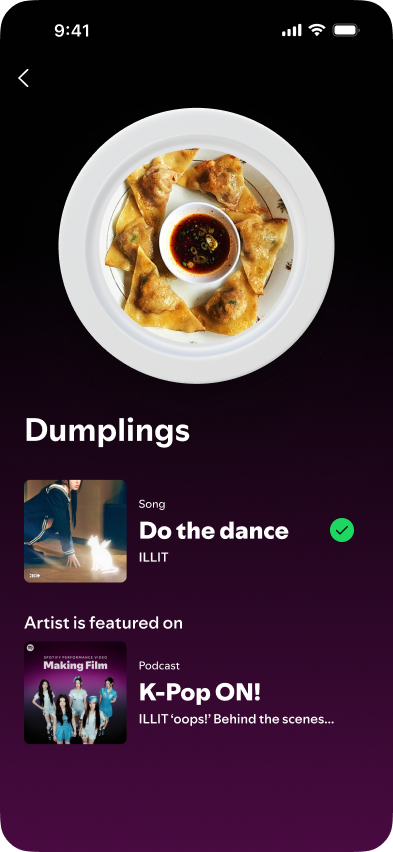 9:41
Dumplings
Song
Do the dance
ILLIT
Artist is featured on
SPOTIFY PERFORMANCE VIDEO
Making Film
Podcast
K-Pop ON!
ILLIT ‘oops!’ Behind the scenes...